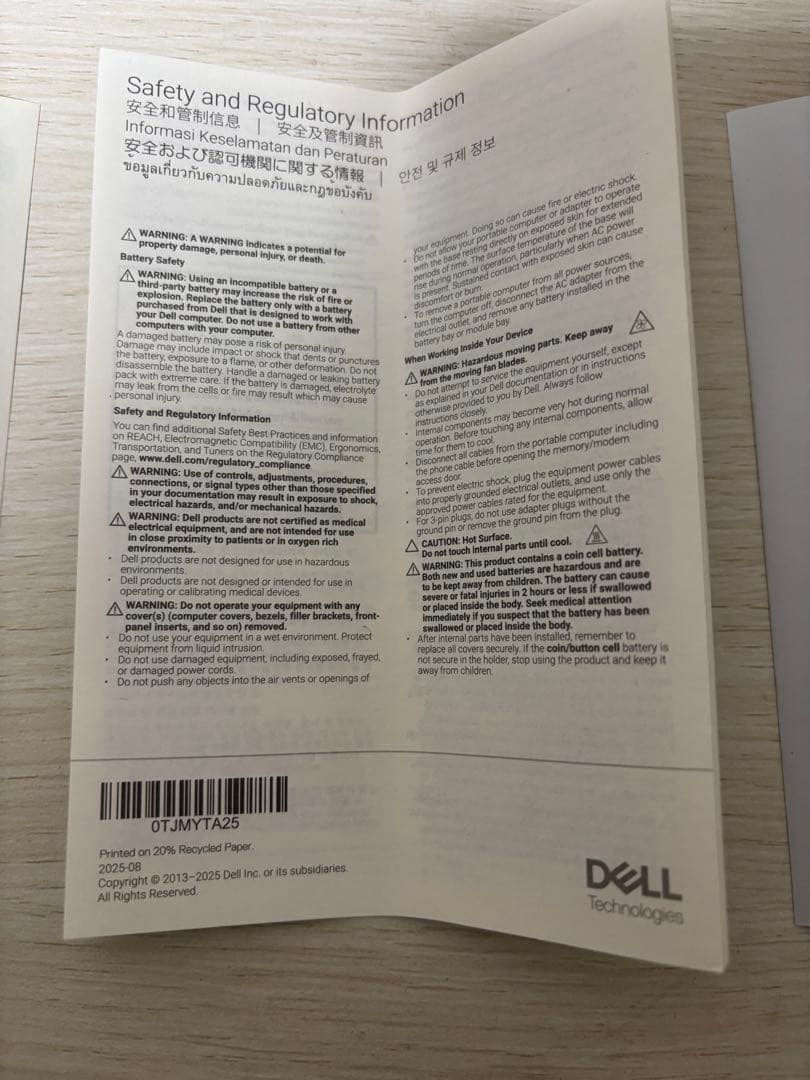 Safety and Regulatory Information
安全和管制信息 | 安全及管制資訊
Informasi Keselamatan dan Peraturan
安全および認可機関に関する情報 | 안전 및 규제 정보
ข้อมูลเกี่ยวกับความปลอดภัยและกฎข้อบังคับ
WARNING: A WARNING indicates a potential for
property damage, personal injury, or death.
Battery Safety
WARNING: Using an incompatible battery or a
third-party battery may increase the risk of fire or
explosion. Replace the battery only with a battery
purchased from Dell that is designed to work with
your Dell computer. Do not use a battery from other
computers with your computer.
A damaged battery may pose a risk of personal injury.
Damage may include impact or shock that dents or punctures
the battery, exposure to a flame, or other deformation. Do not
disassemble the battery. Handle a damaged or leaking battery
pack with extreme care. If the battery is damaged, electrolyte
may leak from the cells or fire may result which may cause
personal injury.
Safety and Regulatory Information
You can find additional Safety Best Practices and information
on REACH, Electromagnetic Compatibility (EMC), Ergonomics,
Transportation, and Tuners on the Regulatory Compliance
page, www.dell.com/regulatory_compliance
WARNING: Use of controls, adjustments, procedures,
connections, or signal types other than those specified
in your documentation may result in exposure to shock,
electrical hazards, and/or mechanical hazards.
WARNING: Dell products are not certified as medical
electrical equipment, and are not intended for use
in close proximity to patients or in oxygen rich
environments.
• Dell products are not designed for use in hazardous
environments.
• Dell products are not designed or intended for use in
operating or calibrating medical devices.
WARNING: Do not operate your equipment with any
cover(s) (computer covers, bezels, filler brackets, front-
panel inserts, and so on) removed.
• Do not use your equipment in a wet environment. Protect
equipment from liquid intrusion.
• Do not use damaged equipment, including exposed, frayed,
or damaged power cords.
• Do not push any objects into the air vents or openings of
your equipment. Doing so can cause fire or electric shock.
• Do not allow your portable computer or adapter to operate
with the base resting directly on exposed skin for extended
periods of time. The surface temperature of the base will
rise during normal operation, particularly when AC power
is present. Sustained contact with exposed skin can cause
discomfort or burn.
• To remove a portable computer from all power sources,
turn the computer off, disconnect the AC adapter from the
electrical outlet, and remove any battery installed in the
battery bay or module bay.
When Working Inside Your Device
WARNING: Hazardous moving parts. Keep away
from the moving fan blades.
• Do not attempt to service the equipment yourself, except
as explained in your Dell documentation or in instructions
otherwise provided to you by Dell. Always follow
instructions closely.
• Internal components may become very hot during normal
operation. Before touching any internal components, allow
time for them to cool.
• Disconnect all cables from the portable computer including
the phone cable before opening the memory/modem
access door.
• To prevent electric shock, plug the equipment power cables
into properly grounded electrical outlets, and use only the
approved power cables rated for the equipment.
• For 3-pin plugs, do not use adapter plugs without the
ground pin or remove the ground pin from the plug.
CAUTION: Hot Surface.
Do not touch internal parts until cool.
WARNING: This product contains a coin cell battery.
Both new and used batteries are hazardous and are
to be kept away from children. The battery can cause
severe or fatal injuries in 2 hours or less if swallowed
or placed inside the body. Seek medical attention
immediately if you suspect that the battery has been
swallowed or placed inside the body.
• After internal parts have been installed, remember to
replace all covers securely. If the coin/button cell battery is
not secure in the holder, stop using the product and keep it
away from children.
0TJMYTA25
Printed on 20% Recycled Paper.
2025-08
Copyright © 2013–2025 Dell Inc. or its subsidiaries.
All Rights Reserved.
DELL
Technologies